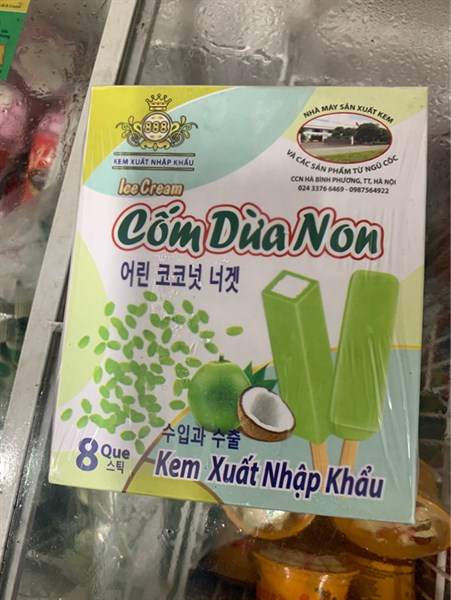 888
KEM XUẤT NHẬP KHẨU
NHÀ MÁY SẢN XUẤT KEM
VÀ CÁC SẢN PHẨM TỪ NGŨ CỐC
CCN HÀ BÌNH PHƯƠNG, TT, HÀ NỘI
024 3376 6469 - 0987564922
Ice Cream
Cốm Dừa Non
어린 코코넛 너겟
8 Que
스틱
수입과 수출
Kem Xuất Nhập Khẩu